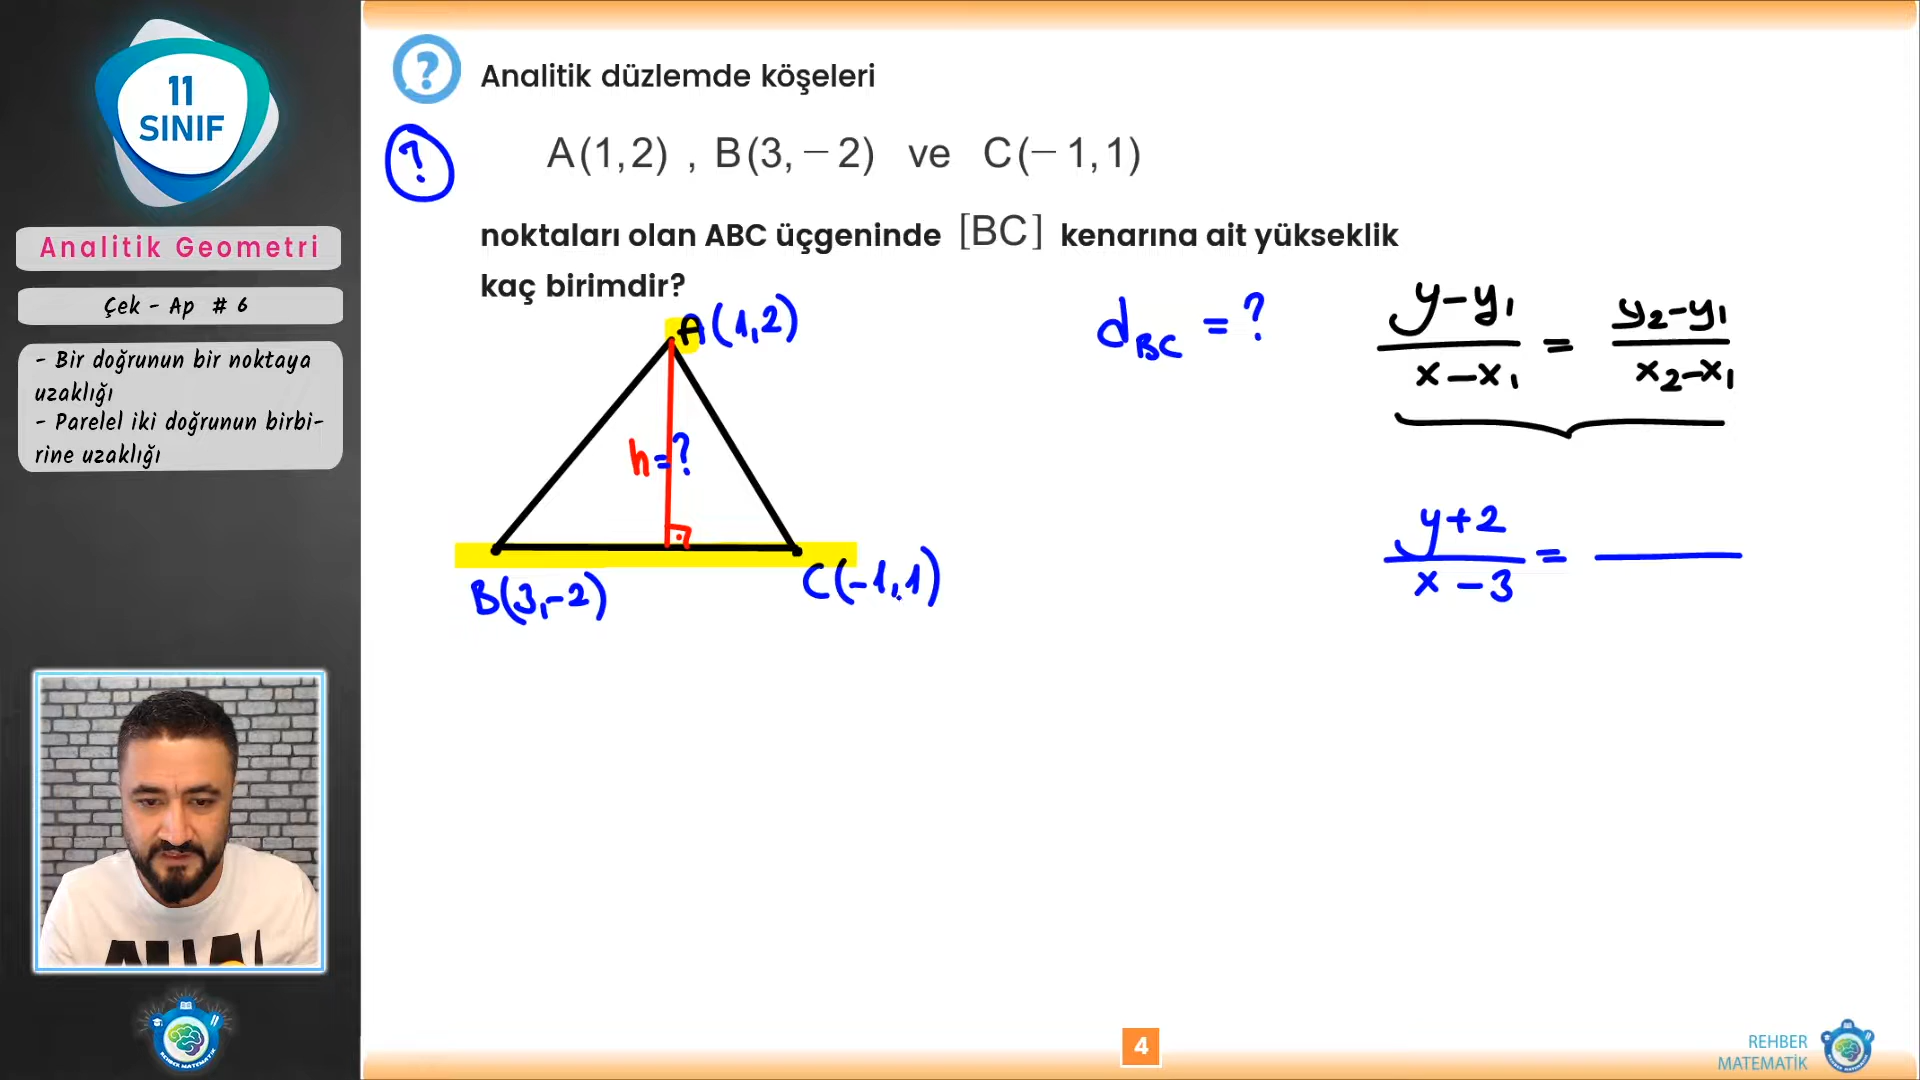 11
SINIF
Analitik Geometri
Çek - Ap # 6
- Bir doğrunun bir noktaya
uzaklığı
- Parelel iki doğrunun birbi-
rine uzaklığı
REHBER MATEMATİK
?
Analitik düzlemde köşeleri
?
A(1,2) , B(3,−2) ve C(−1,1)
noktaları olan ABC üçgeninde [BC] kenarına ait yükseklik
kaç birimdir?
A(1,2)
h=?
B(3,-2)
C(-1,1)
d_BC = ?
y-y₁ / x-x₁ = y₂-y₁ / x₂-x₁
y+2 / x-3 =
4
REHBER
MATEMATİK